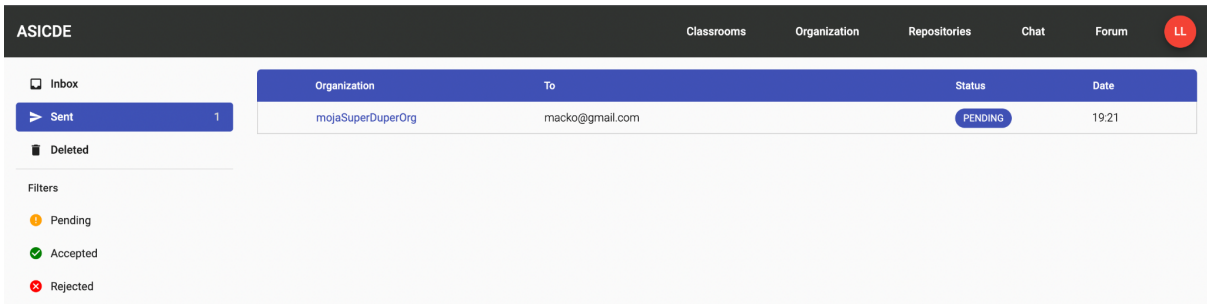 ASICDE Classrooms Organization Repositories Chat Forum LL
Inbox
Sent 1
Deleted
Filters
Pending
Accepted
Rejected
Organization To Status Date
mojaSuperDuperOrg macko@gmail.com PENDING 19:21